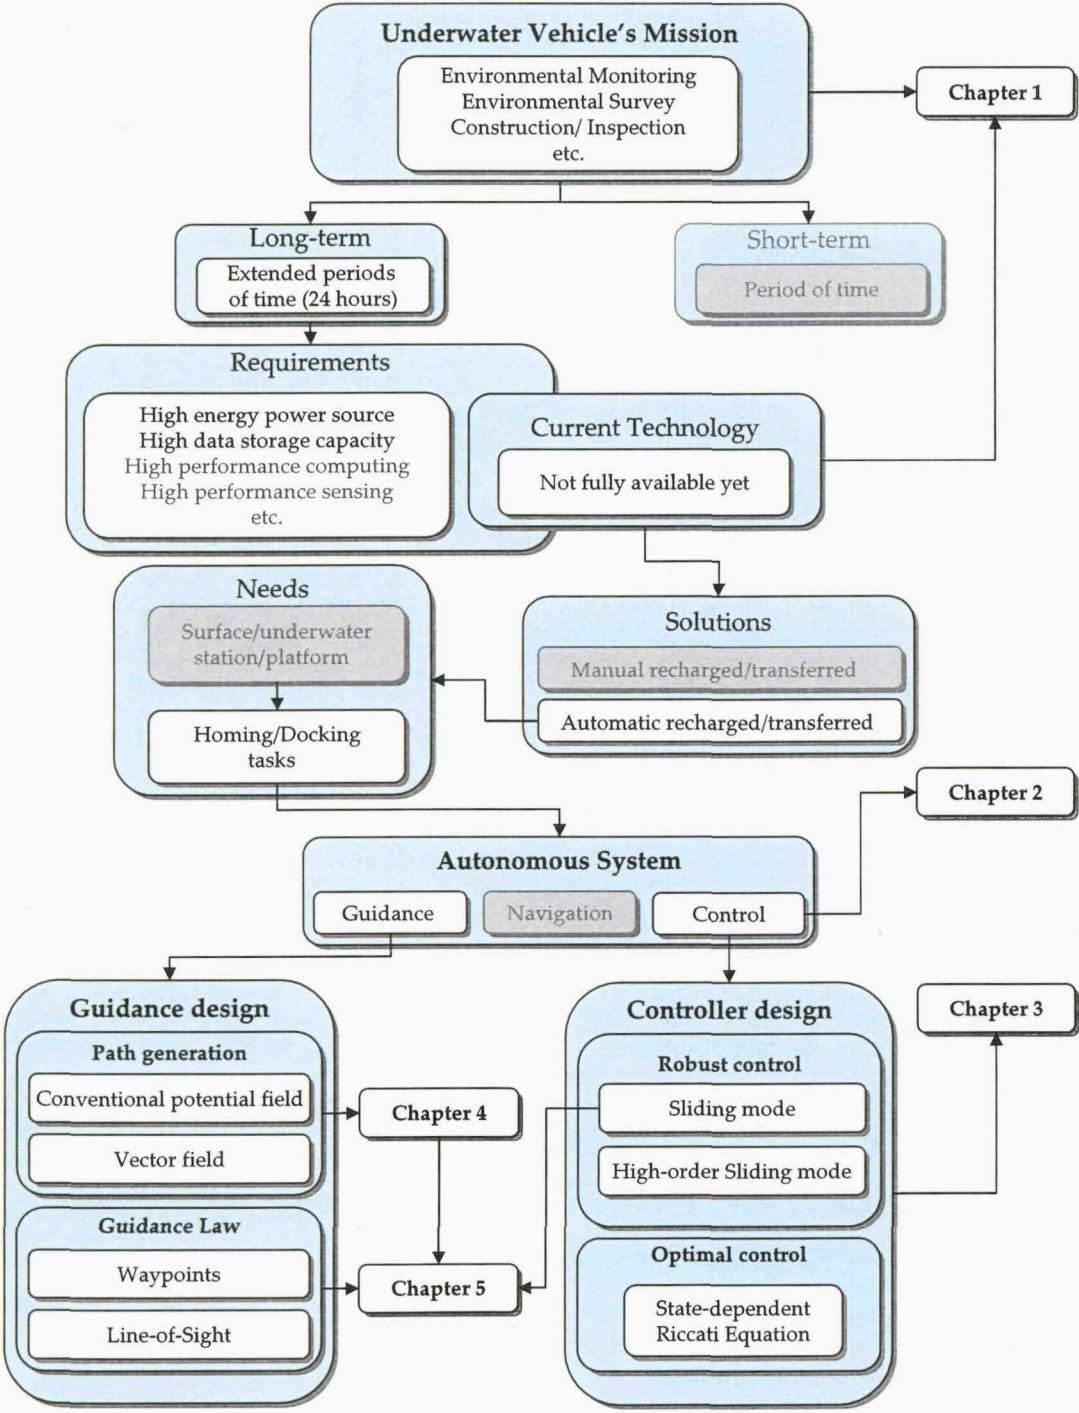 Underwater Vehicle's Mission
Environmental Monitoring
Environmental Survey
Construction/ Inspection
etc.
Chapter 1
Long-term
Extended periods
of time (24 hours)
Short-term
Period of time
Requirements
High energy power source
High data storage capacity
High performance computing
High performance sensing
etc.
Current Technology
Not fully available yet
Needs
Surface/underwater
station/platform
Homing/Docking
tasks
Solutions
Manual recharged/transferred
Automatic recharged/transferred
Chapter 2
Autonomous System
Guidance
Navigation
Control
Guidance design
Path generation
Conventional potential field
Vector field
Guidance Law
Waypoints
Line-of-Sight
Chapter 4
Chapter 5
Controller design
Robust control
Sliding mode
High-order Sliding mode
Optimal control
State-dependent
Riccati Equation
Chapter 3